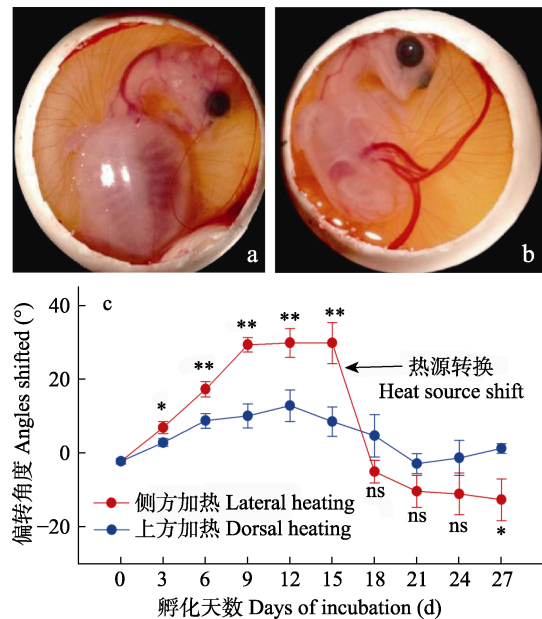 a
b
c
40
20
0
−20
偏转角度 Angles shifted (°)
*
**
**
**
**
热源转换
Heat source shift
ns
ns
ns
*
侧方加热 Lateral heating
上方加热 Dorsal heating
0 3 6 9 12 15 18 21 24 27
孵化天数 Days of incubation (d)